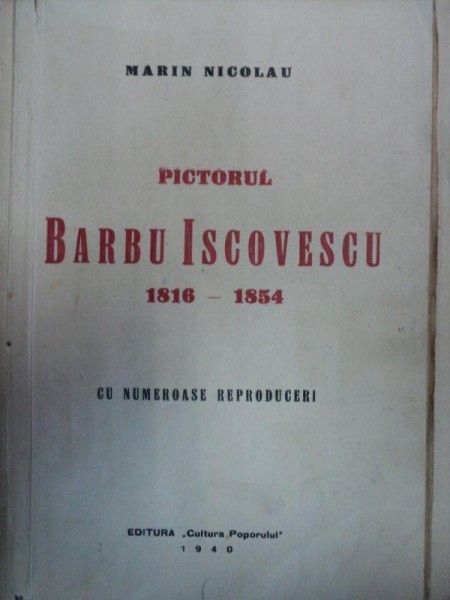 MARIN NICOLAU
PICTORUL
BARBU ISCOVESCU
1816 - 1854
CU NUMEROASE REPRODUCERI
EDITURA „Cultura Poporului"
1940